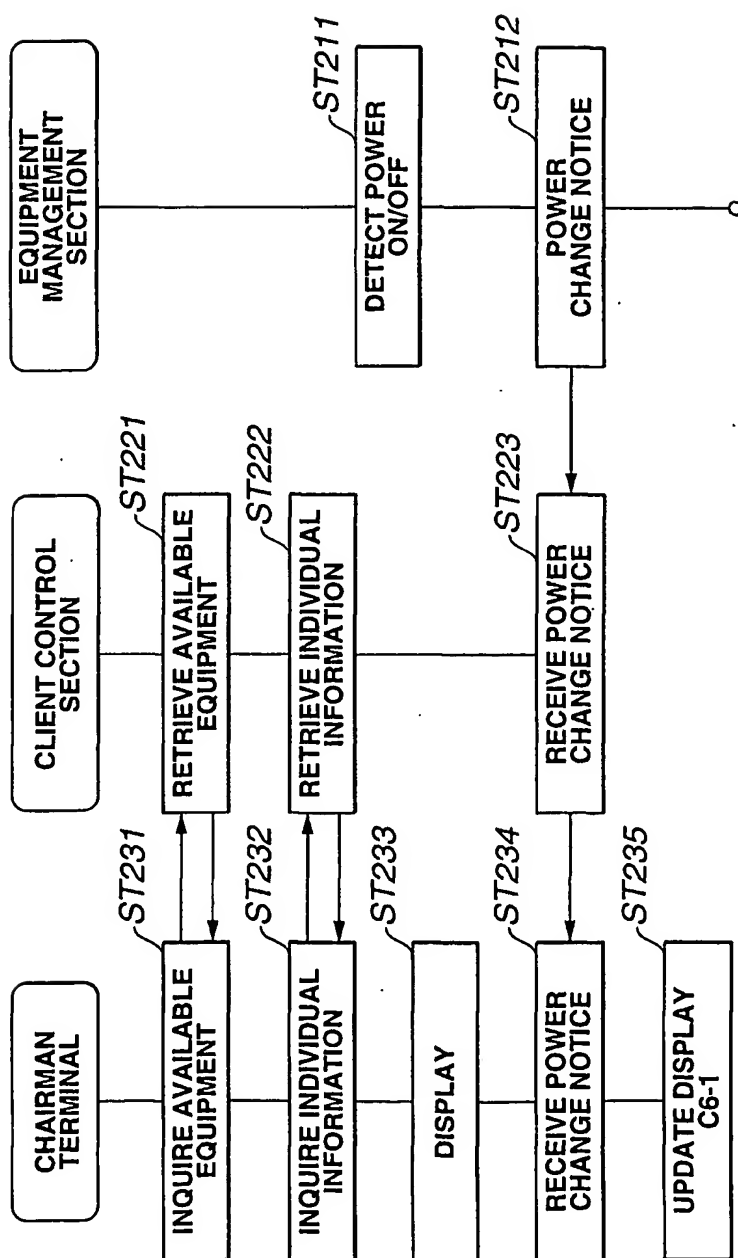 CHAIRMAN
TERMINAL
ST231
INQUIRE AVAILABLE
EQUIPMENT
ST232
INQUIRE INDIVIDUAL
INFORMATION
ST233
DISPLAY
ST234
RECEIVE POWER
CHANGE NOTICE
ST235
UPDATE DISPLAY
C6-1
CLIENT CONTROL
SECTION
ST221
RETRIEVE AVAILABLE
EQUIPMENT
ST222
RETRIEVE INDIVIDUAL
INFORMATION
ST223
RECEIVE POWER
CHANGE NOTICE
EQUIPMENT
MANAGEMENT
SECTION
ST211
DETECT POWER
ON/OFF
ST212
POWER
CHANGE NOTICE